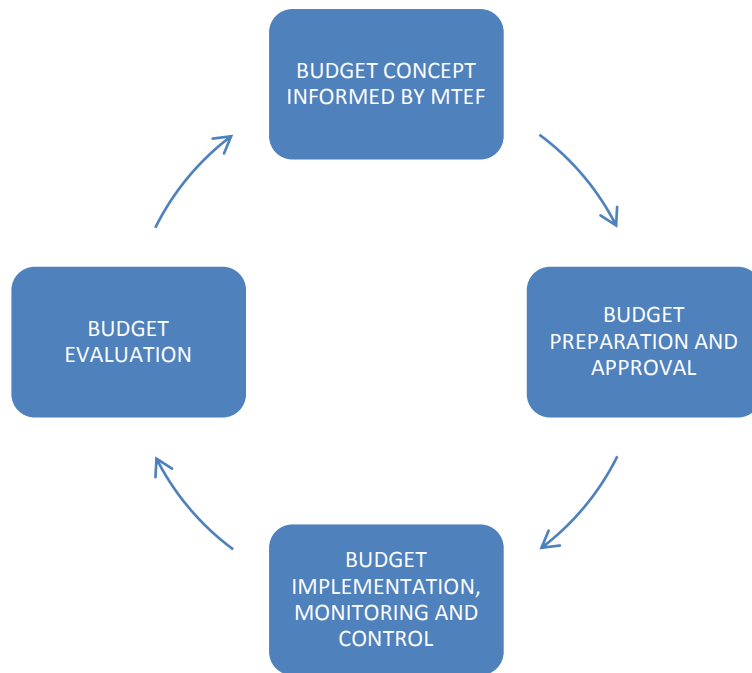 BUDGET CONCEPT
INFORMED BY MTEF
BUDGET
PREPARATION AND
APPROVAL
BUDGET
IMPLEMENTATION,
MONITORING AND
CONTROL
BUDGET
EVALUATION